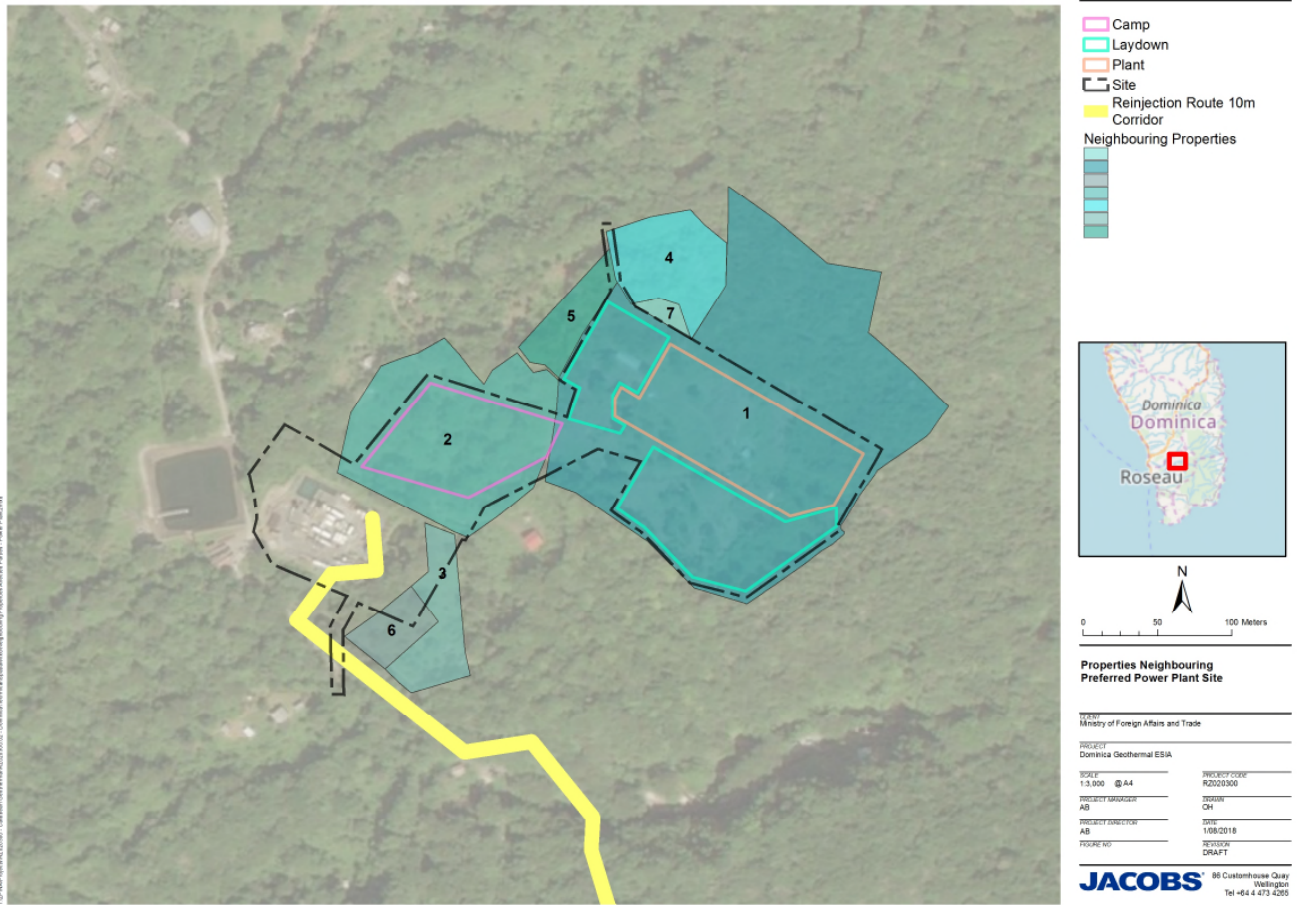 Camp
Laydown
Plant
Site
Reinjection Route 10m
Corridor
Neighbouring Properties
4
5
7
1
2
3
6
Dominica
Dominica
Roseau
N
0 50 100 Meters
Properties Neighbouring
Preferred Power Plant Site
CLIENT
Ministry of Foreign Affairs and Trade
PROJECT
Dominica Geothermal ESIA
SCALE PROJECT CODE
1:3,000 @ A4 RZ020300
PROJECT MANAGER DRAWN
AB OH
PROJECT DIRECTOR DATE
AB 1/08/2018
FIGURE NO REVISION
DRAFT
JACOBS
86 Customhouse Quay
Wellington
Tel +64 4 473 4265